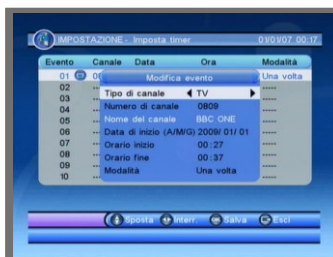 IMPOSTAZIONE - Imposta timer 01/01/07 00:17
Evento Canale Data Ora Modalità
01 00 Una volta
Modifica evento
02 -----
03 -----
04 -----
05 -----
06 -----
07 -----
08 -----
09 -----
10 -----
Tipo di canale TV
Numero di canale 0809
Nome del canale BBC ONE
Data di inizio (A/M/G) 2009/ 01/ 01
Orario inizio 00:27
Orario fine 00:37
Modalità Una volta
Sposta Interr. Salva Esci